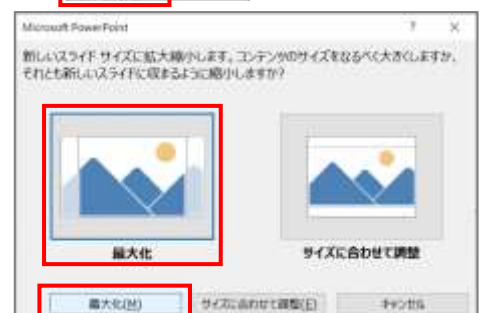 Microsoft PowerPoint
新しいスライド サイズに拡大縮小します。コンテンツのサイズをなるべく大きくしますか、
それとも新しいスライドに収まるように縮小しますか?
最大化
サイズに合わせて調整
最大化(M)
サイズに合わせて調整(E)
キャンセル